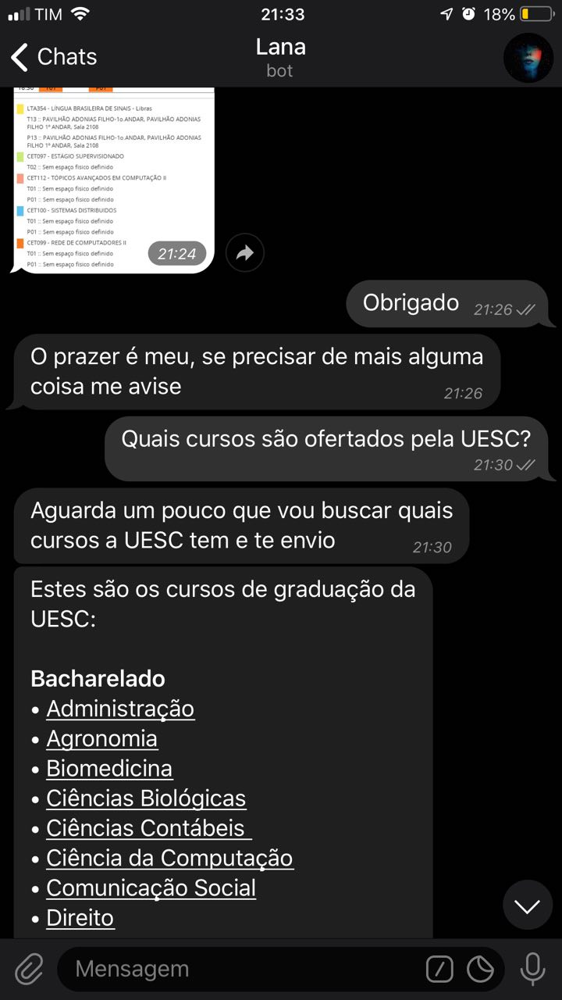 TIM 21:33 18%
Chats Lana
bot
LTA354 - LÍNGUA BRASILEIRA DE SINAIS - Libras
T13 :: PAVILHÃO ADONIAS FILHO-1o.ANDAR, PAVILHÃO ADONIAS
FILHO 1º ANDAR, Sala 2108
P13 :: PAVILHÃO ADONIAS FILHO-1o.ANDAR, PAVILHÃO ADONIAS
FILHO 1º ANDAR, Sala 2108
CET097 - ESTÁGIO SUPERVISIONADO
T02 :: Sem espaço físico definido
CET112 - TÓPICOS AVANÇADOS EM COMPUTAÇÃO II
T01 :: Sem espaço físico definido
P01 :: Sem espaço físico definido
CET100 - SISTEMAS DISTRIBUIDOS
T01 :: Sem espaço físico definido
P01 :: Sem espaço físico definido
CET099 - REDE DE COMPUTADORES II
T01 :: Sem espaço físico definido
P01 :: Sem espaço físico definido
21:24
Obrigado 21:26
O prazer é meu, se precisar de mais alguma
coisa me avise 21:26
Quais cursos são ofertados pela UESC?
21:30
Aguarda um pouco que vou buscar quais
cursos a UESC tem e te envio 21:30
Estes são os cursos de graduação da
UESC:
Bacharelado
• Administração
• Agronomia
• Biomedicina
• Ciências Biológicas
• Ciências Contábeis
• Ciência da Computação
• Comunicação Social
• Direito
Mensagem